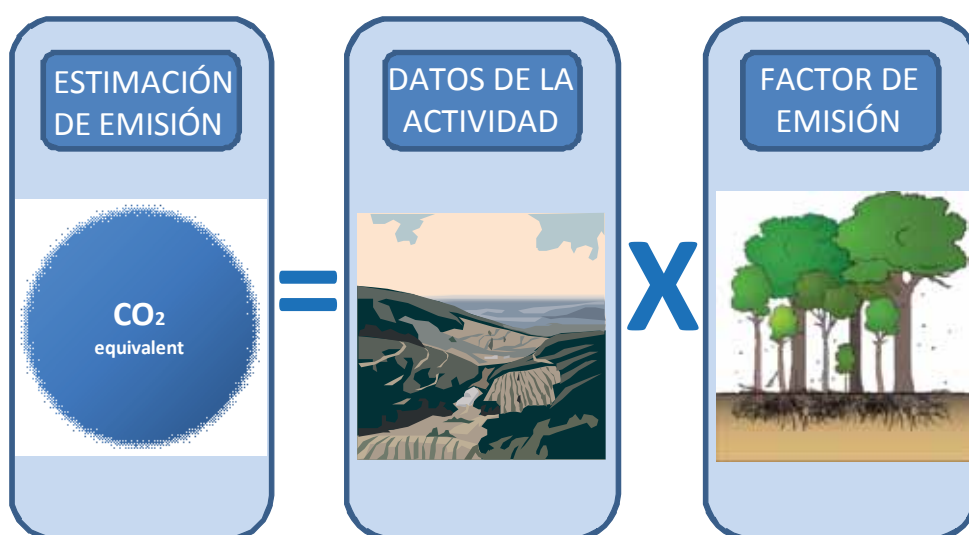 ESTIMACIÓN
DE EMISIÓN
CO₂
equivalent
=
DATOS DE LA
ACTIVIDAD
X
FACTOR DE
EMISIÓN